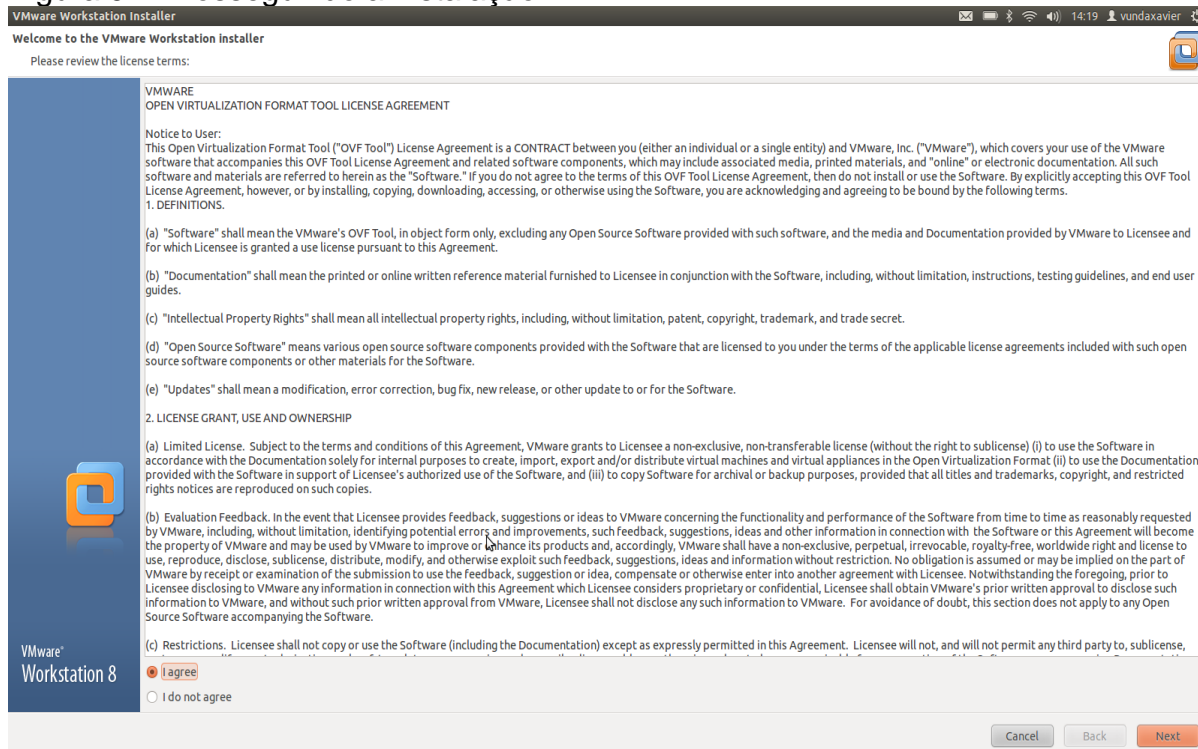 VMware Workstation Installer
14:19 vundaxavier
Welcome to the VMware Workstation installer
Please review the license terms:
VMWARE
OPEN VIRTUALIZATION FORMAT TOOL LICENSE AGREEMENT
Notice to User:
This Open Virtualization Format Tool ("OVF Tool") License Agreement is a CONTRACT between you (either an individual or a single entity) and VMware, Inc. ("VMware"), which covers your use of the VMware
software that accompanies this OVF Tool License Agreement and related software components, which may include associated media, printed materials, and "online" or electronic documentation. All such
software and materials are referred to herein as the "Software." If you do not agree to the terms of this OVF Tool License Agreement, then do not install or use the Software. By explicitly accepting this OVF Tool
License Agreement, however, or by installing, copying, downloading, accessing, or otherwise using the Software, you are acknowledging and agreeing to be bound by the following terms.
1. DEFINITIONS.
(a) "Software" shall mean the VMware's OVF Tool, in object form only, excluding any Open Source Software provided with such software, and the media and Documentation provided by VMware to Licensee and
for which Licensee is granted a use license pursuant to this Agreement.
(b) "Documentation" shall mean the printed or online written reference material furnished to Licensee in conjunction with the Software, including, without limitation, instructions, testing guidelines, and end user
guides.
(c) "Intellectual Property Rights" shall mean all intellectual property rights, including, without limitation, patent, copyright, trademark, and trade secret.
(d) "Open Source Software" means various open source software components provided with the Software that are licensed to you under the terms of the applicable license agreements included with such open
source software components or other materials for the Software.
(e) "Updates" shall mean a modification, error correction, bug fix, new release, or other update to or for the Software.
2. LICENSE GRANT, USE AND OWNERSHIP
(a) Limited License. Subject to the terms and conditions of this Agreement, VMware grants to Licensee a non-exclusive, non-transferable license (without the right to sublicense) (i) to use the Software in
accordance with the Documentation solely for internal purposes to create, import, export and/or distribute virtual machines and virtual appliances in the Open Virtualization Format (ii) to use the Documentation
provided with the Software in support of Licensee's authorized use of the Software, and (iii) to copy Software for archival or backup purposes, provided that all titles and trademarks, copyright, and restricted
rights notices are reproduced on such copies.
(b) Evaluation Feedback. In the event that Licensee provides feedback, suggestions or ideas to VMware concerning the functionality and performance of the Software from time to time as reasonably requested
by VMware, including, without limitation, identifying potential errors and improvements, such feedback, suggestions, ideas and other information in connection with the Software or this Agreement will become
the property of VMware and may be used by VMware to improve or enhance its products and, accordingly, VMware shall have a non-exclusive, perpetual, irrevocable, royalty-free, worldwide right and license to
use, reproduce, disclose, sublicense, distribute, modify, and otherwise exploit such feedback, suggestions, ideas and information without restriction. No obligation is assumed or may be implied on the part of
VMware by receipt or examination of the submission to use the feedback, suggestion or idea, compensate or otherwise enter into another agreement with Licensee. Notwithstanding the foregoing, prior to
Licensee disclosing to VMware any information in connection with this Agreement which Licensee considers proprietary or confidential, Licensee shall obtain VMware's prior written approval to disclose such
information to VMware, and without such prior written approval from VMware, Licensee shall not disclose any such information to VMware. For avoidance of doubt, this section does not apply to any Open
Source Software accompanying the Software.
(c) Restrictions. Licensee shall not copy or use the Software (including the Documentation) except as expressly permitted in this Agreement. Licensee will not, and will not permit any third party to, sublicense,
VMware®
Workstation 8
I agree
I do not agree
Cancel
Back
Next